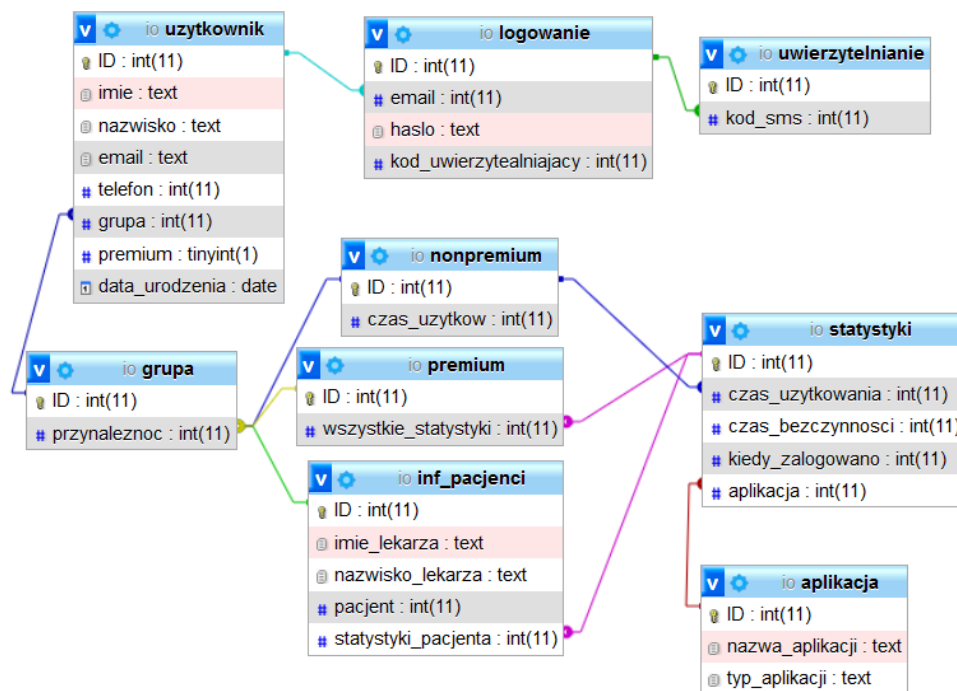 v io uzytkownik
ID : int(11)
imie : text
nazwisko : text
email : text
# telefon : int(11)
# grupa : int(11)
# premium : tinyint(1)
data_urodzenia : date
v io logowanie
ID : int(11)
# email : int(11)
haslo : text
# kod_uwierzytealniajacy : int(11)
v io uwierzytelnianie
ID : int(11)
# kod_sms : int(11)
v io nonpremium
ID : int(11)
# czas_uzytkow : int(11)
v io grupa
ID : int(11)
# przynaleznoc : int(11)
v io premium
ID : int(11)
# wszystkie_statystyki : int(11)
v io statystyki
ID : int(11)
# czas_uzytkowania : int(11)
# czas_bezczynnosci : int(11)
# kiedy_zalogowano : int(11)
# aplikacja : int(11)
v io inf_pacjenci
ID : int(11)
imie_lekarza : text
nazwisko_lekarza : text
# pacjent : int(11)
# statystyki_pacjenta : int(11)
v io aplikacja
ID : int(11)
nazwa_aplikacji : text
typ_aplikacji : text